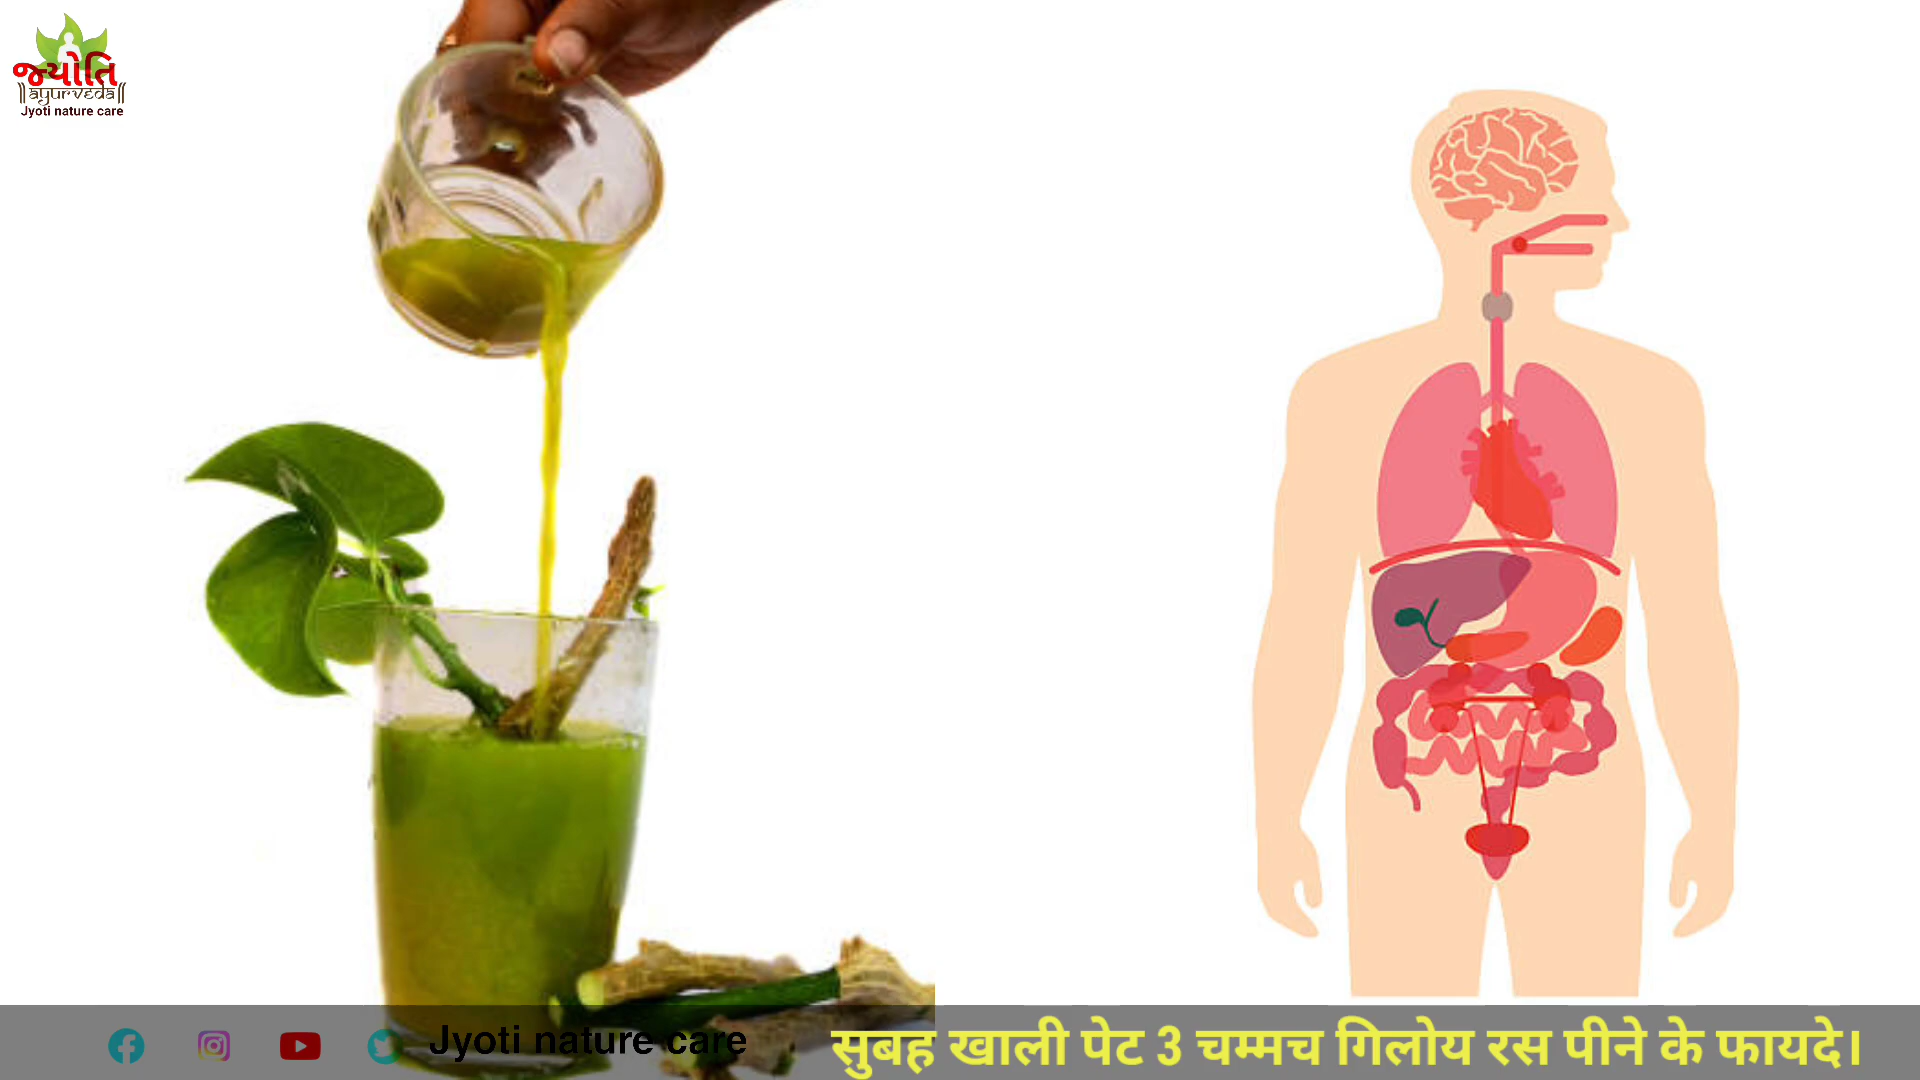 જ્યોતિ
||ayurveda||
Jyoti nature care
Jyoti nature care
सुबह खाली पेट 3 चम्मच गिलोय रस पीने के फायदे।